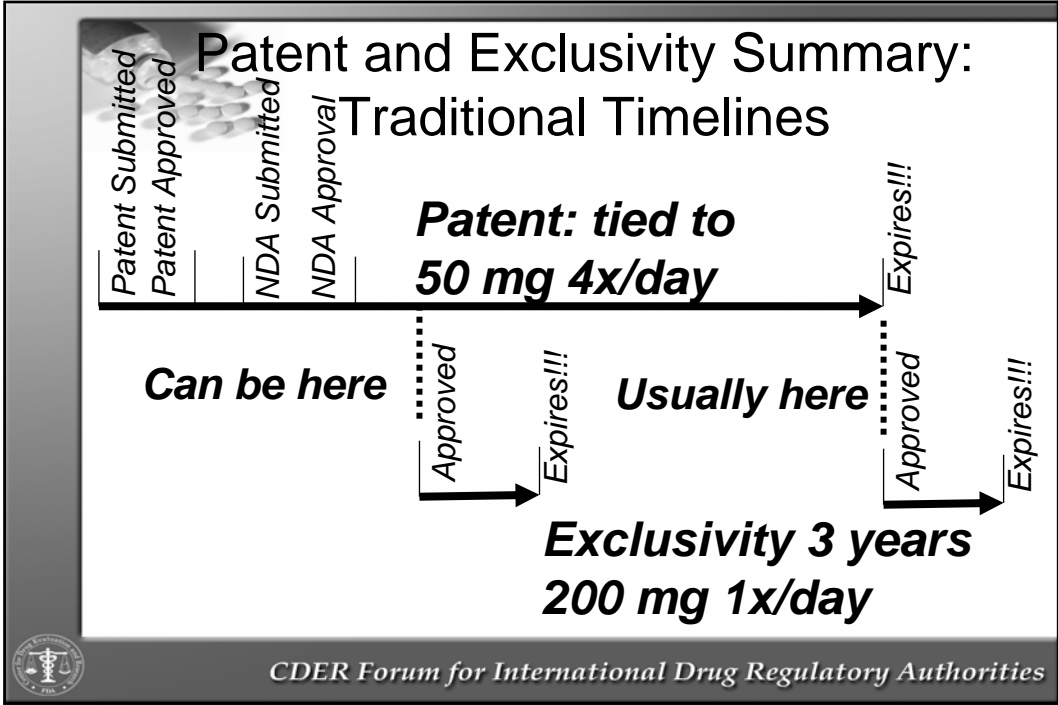 Patent and Exclusivity Summary:
Traditional Timelines
Patent Submitted
Patent Approved
NDA Submitted
NDA Approval
Patent: tied to
50 mg 4x/day
Expires!!!
Can be here
Approved
Expires!!!
Usually here
Approved
Expires!!!
Exclusivity 3 years
200 mg 1x/day
CDER Forum for International Drug Regulatory Authorities